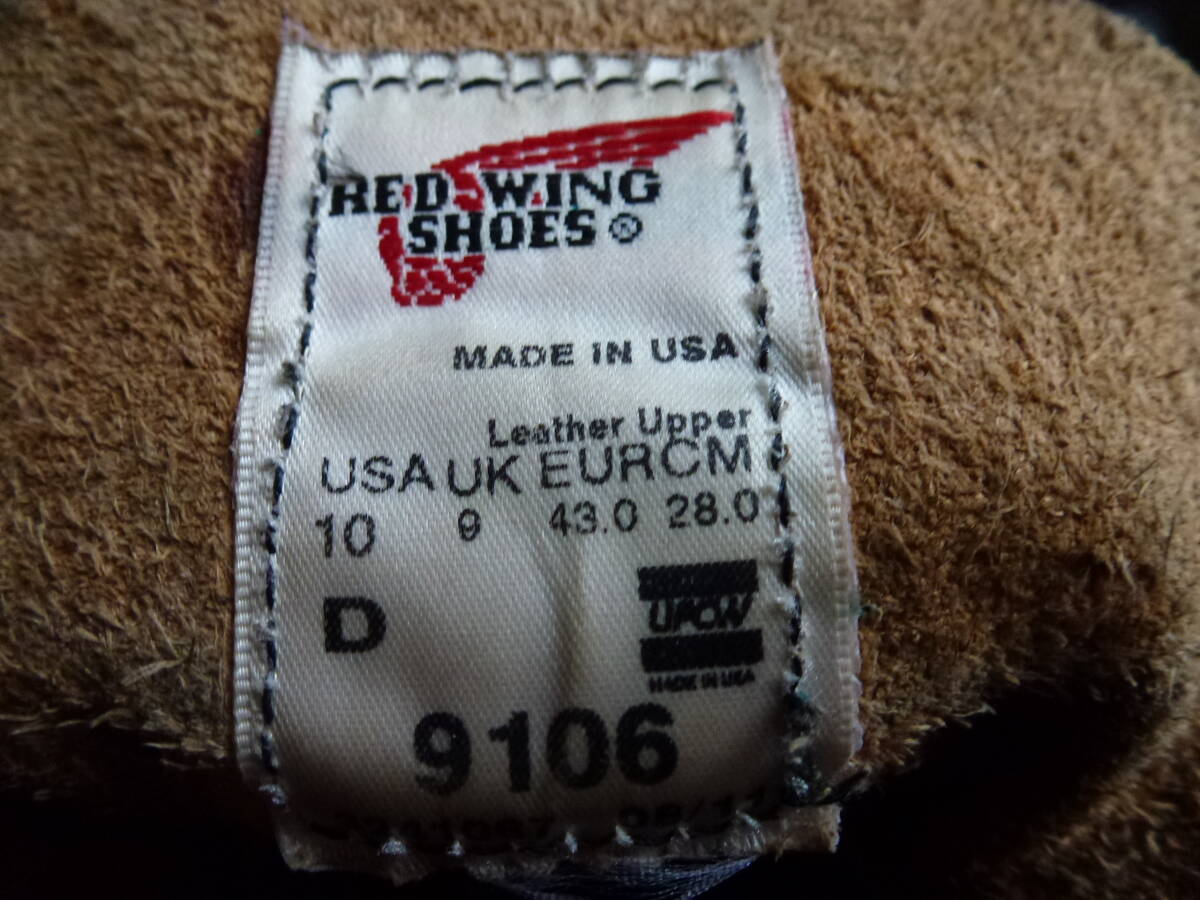 RED WING
SHOES ®
MADE IN USA
Leather Upper
USA UK EUR CM
10 9 43.0 28.0
D
UFCW
MADE IN USA
9106